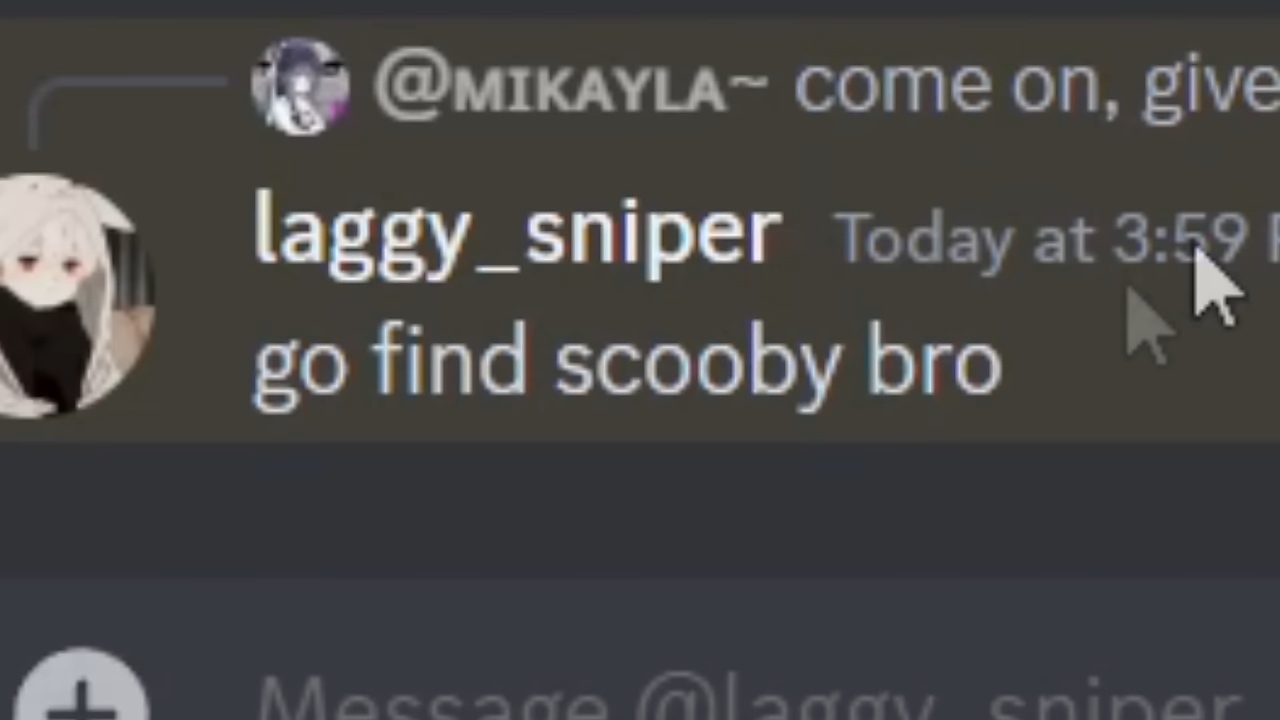 @MIKAYLA~ come on, give
laggy_sniper Today at 3:59
go find scooby bro
Message @laggy_sniper